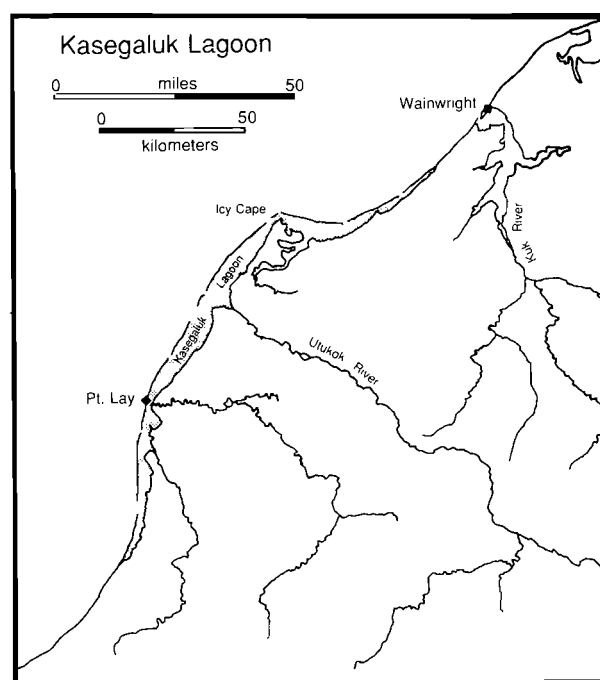 Kasegaluk Lagoon
0 miles 50
0 50
kilometers
Wainwright
Icy Cape
Kuk River
Kasegaluk Lagoon
Utukok River
Pt. Lay